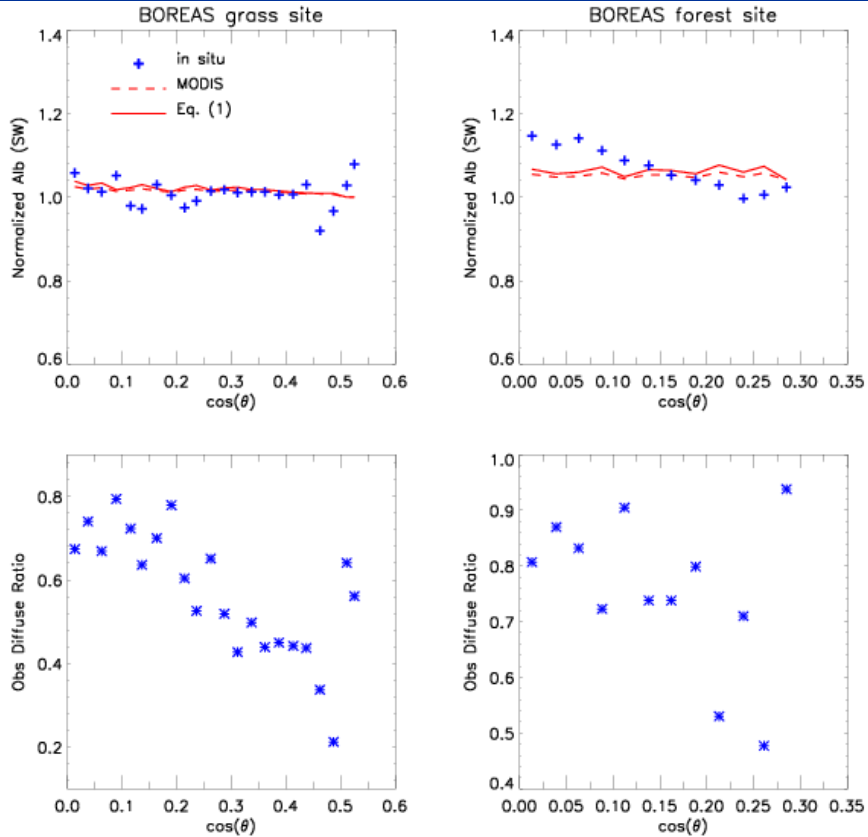 BOREAS grass site
1.4
1.2
1.0
0.8
0.6
Normalized Alb (SW)
in situ
MODIS
Eq. (1)
0.0 0.1 0.2 0.3 0.4 0.5 0.6
cos(θ)
BOREAS forest site
1.4
1.2
1.0
0.8
0.6
Normalized Alb (SW)
0.00 0.05 0.10 0.15 0.20 0.25 0.30 0.35
cos(θ)
0.8
0.6
0.4
0.2
Obs Diffuse Ratio
0.0 0.1 0.2 0.3 0.4 0.5 0.6
cos(θ)
1.0
0.9
0.8
0.7
0.6
0.5
0.4
Obs Diffuse Ratio
0.00 0.05 0.10 0.15 0.20 0.25 0.30 0.35
cos(θ)